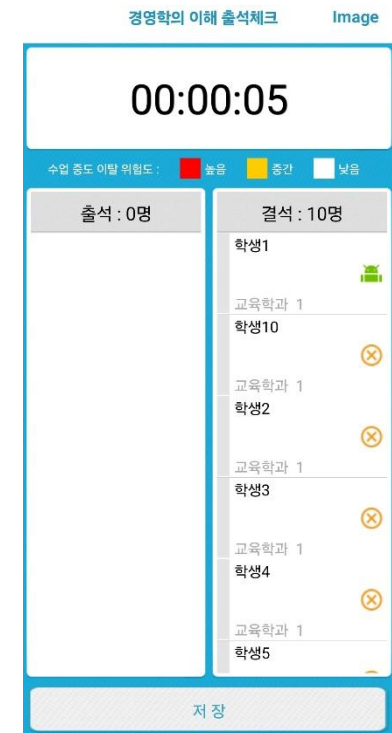 경영학의 이해 출석체크 Image
00:00:05
수업 중도 이탈 위험도 : 높음 중간 낮음
출석 : 0명
결석 : 10명
학생1
교육학과 1
학생10
교육학과 1
학생2
교육학과 1
학생3
교육학과 1
학생4
교육학과 1
학생5
저 장